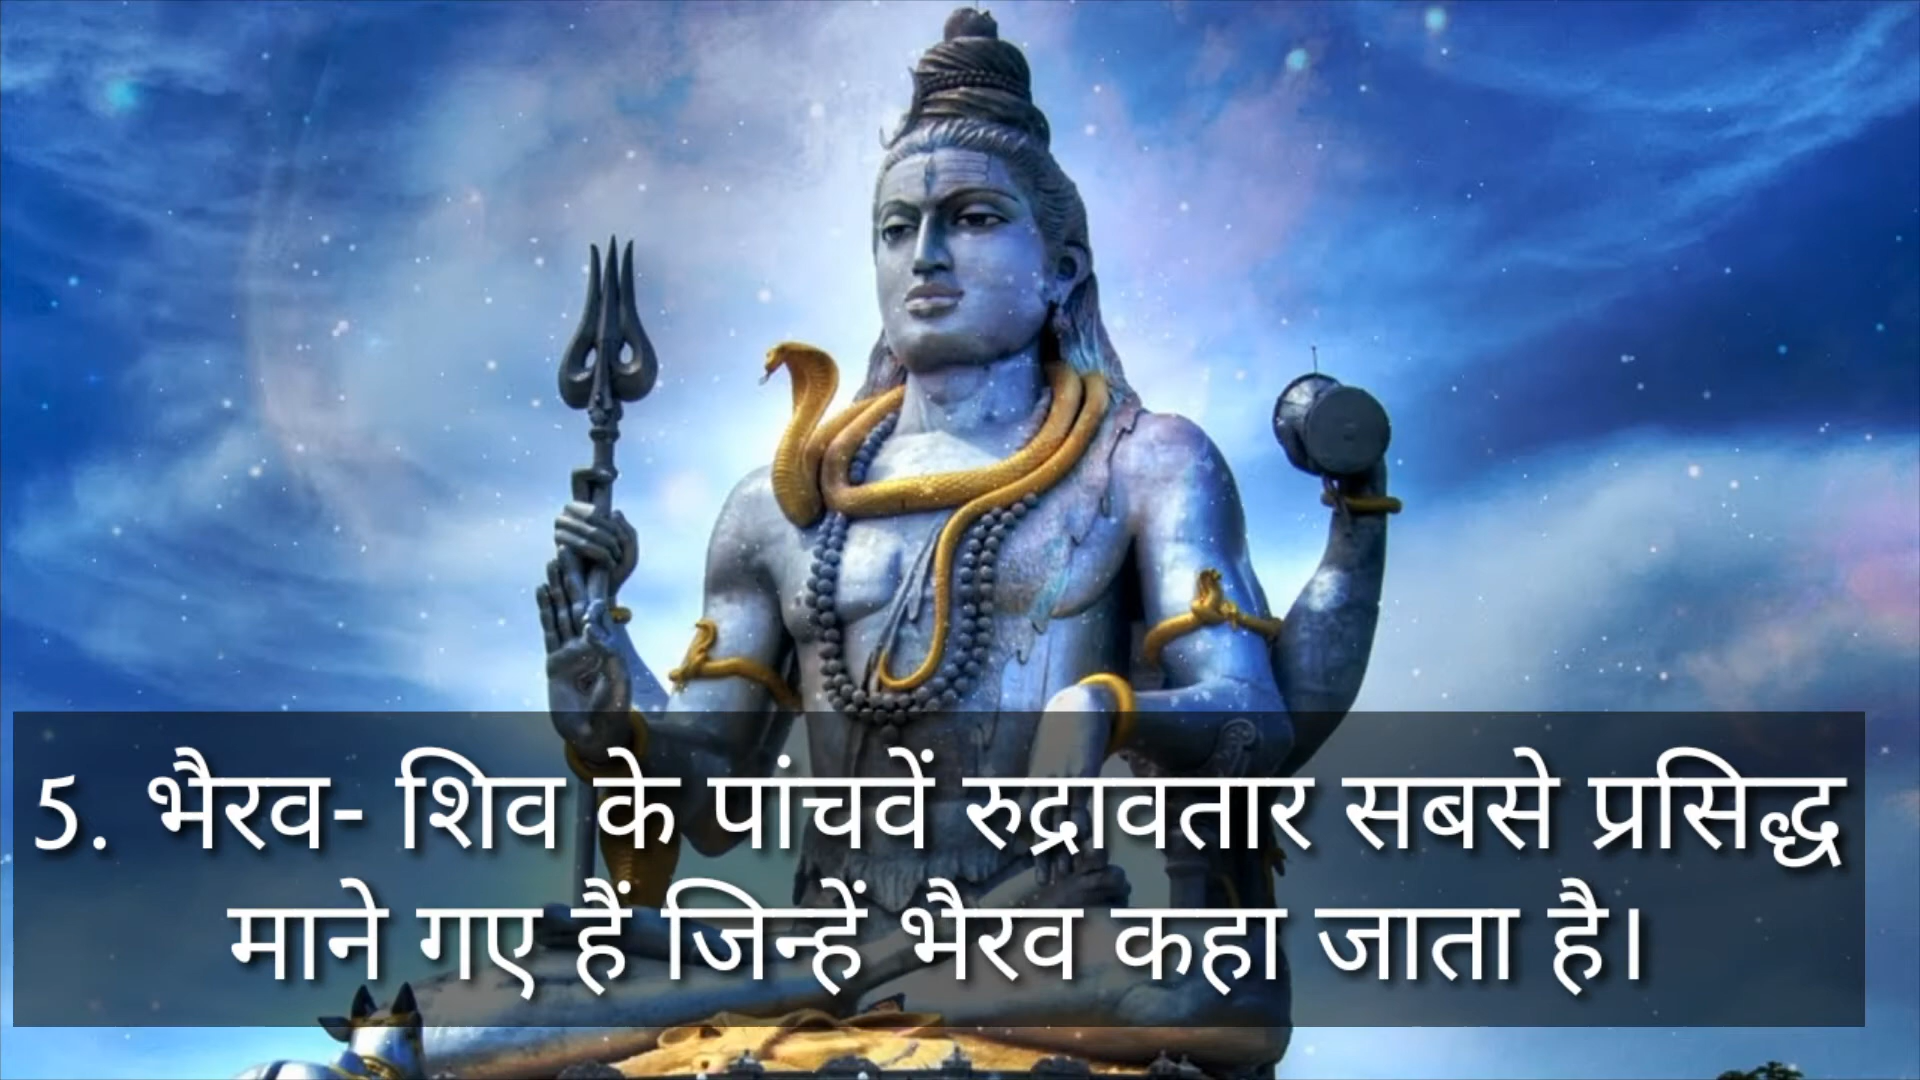 5. भैरव- शिव के पांचवें रुद्रावतार सबसे प्रसिद्ध
माने गए हैं जिन्हें भैरव कहा जाता है।